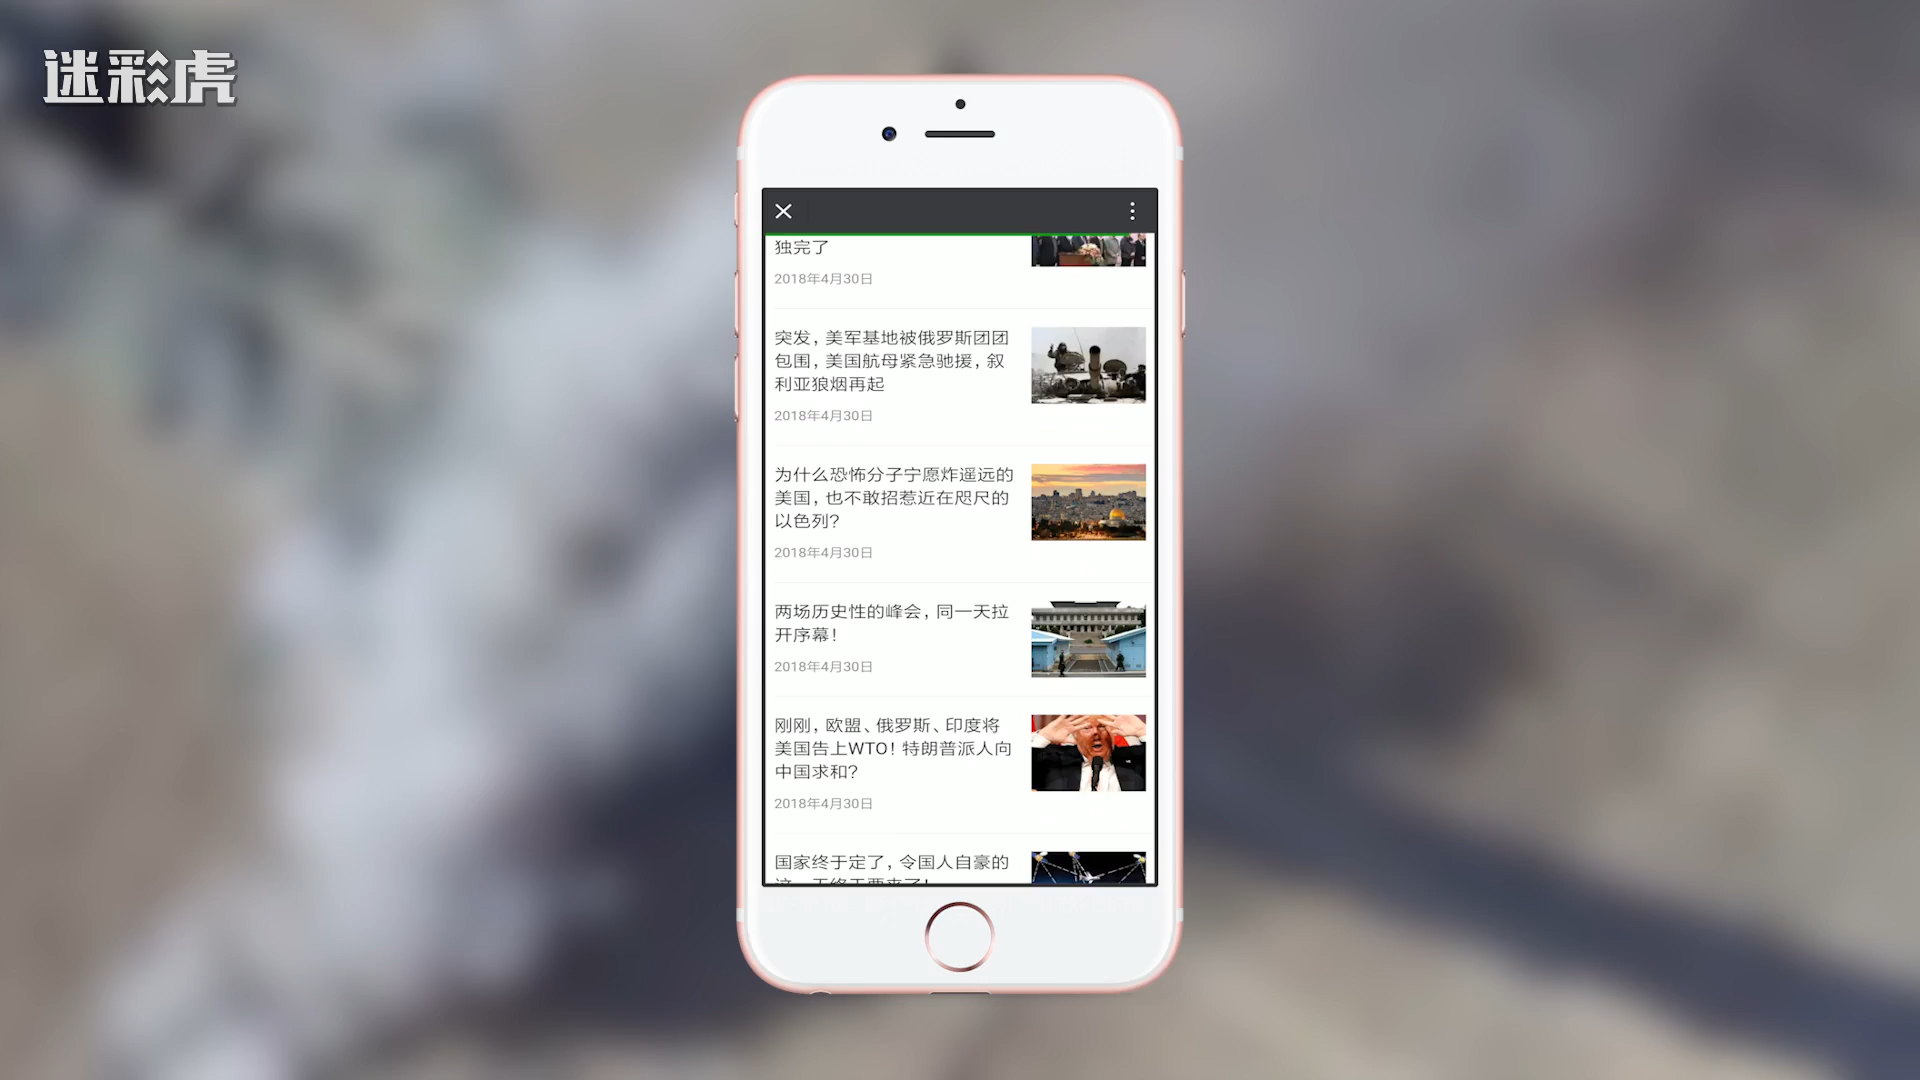 迷彩虎
独完了
2018年4月30日
突发，美军基地被俄罗斯团团
包围，美国航母紧急驰援，叙
利亚狼烟再起
2018年4月30日
为什么恐怖分子宁愿炸遥远的
美国，也不敢招惹近在咫尺的
以色列？
2018年4月30日
两场历史性的峰会，同一天拉
开序幕！
2018年4月30日
刚刚，欧盟、俄罗斯、印度将
美国告上WTO！特朗普派人向
中国求和？
2018年4月30日
国家终于定了，令国人自豪的